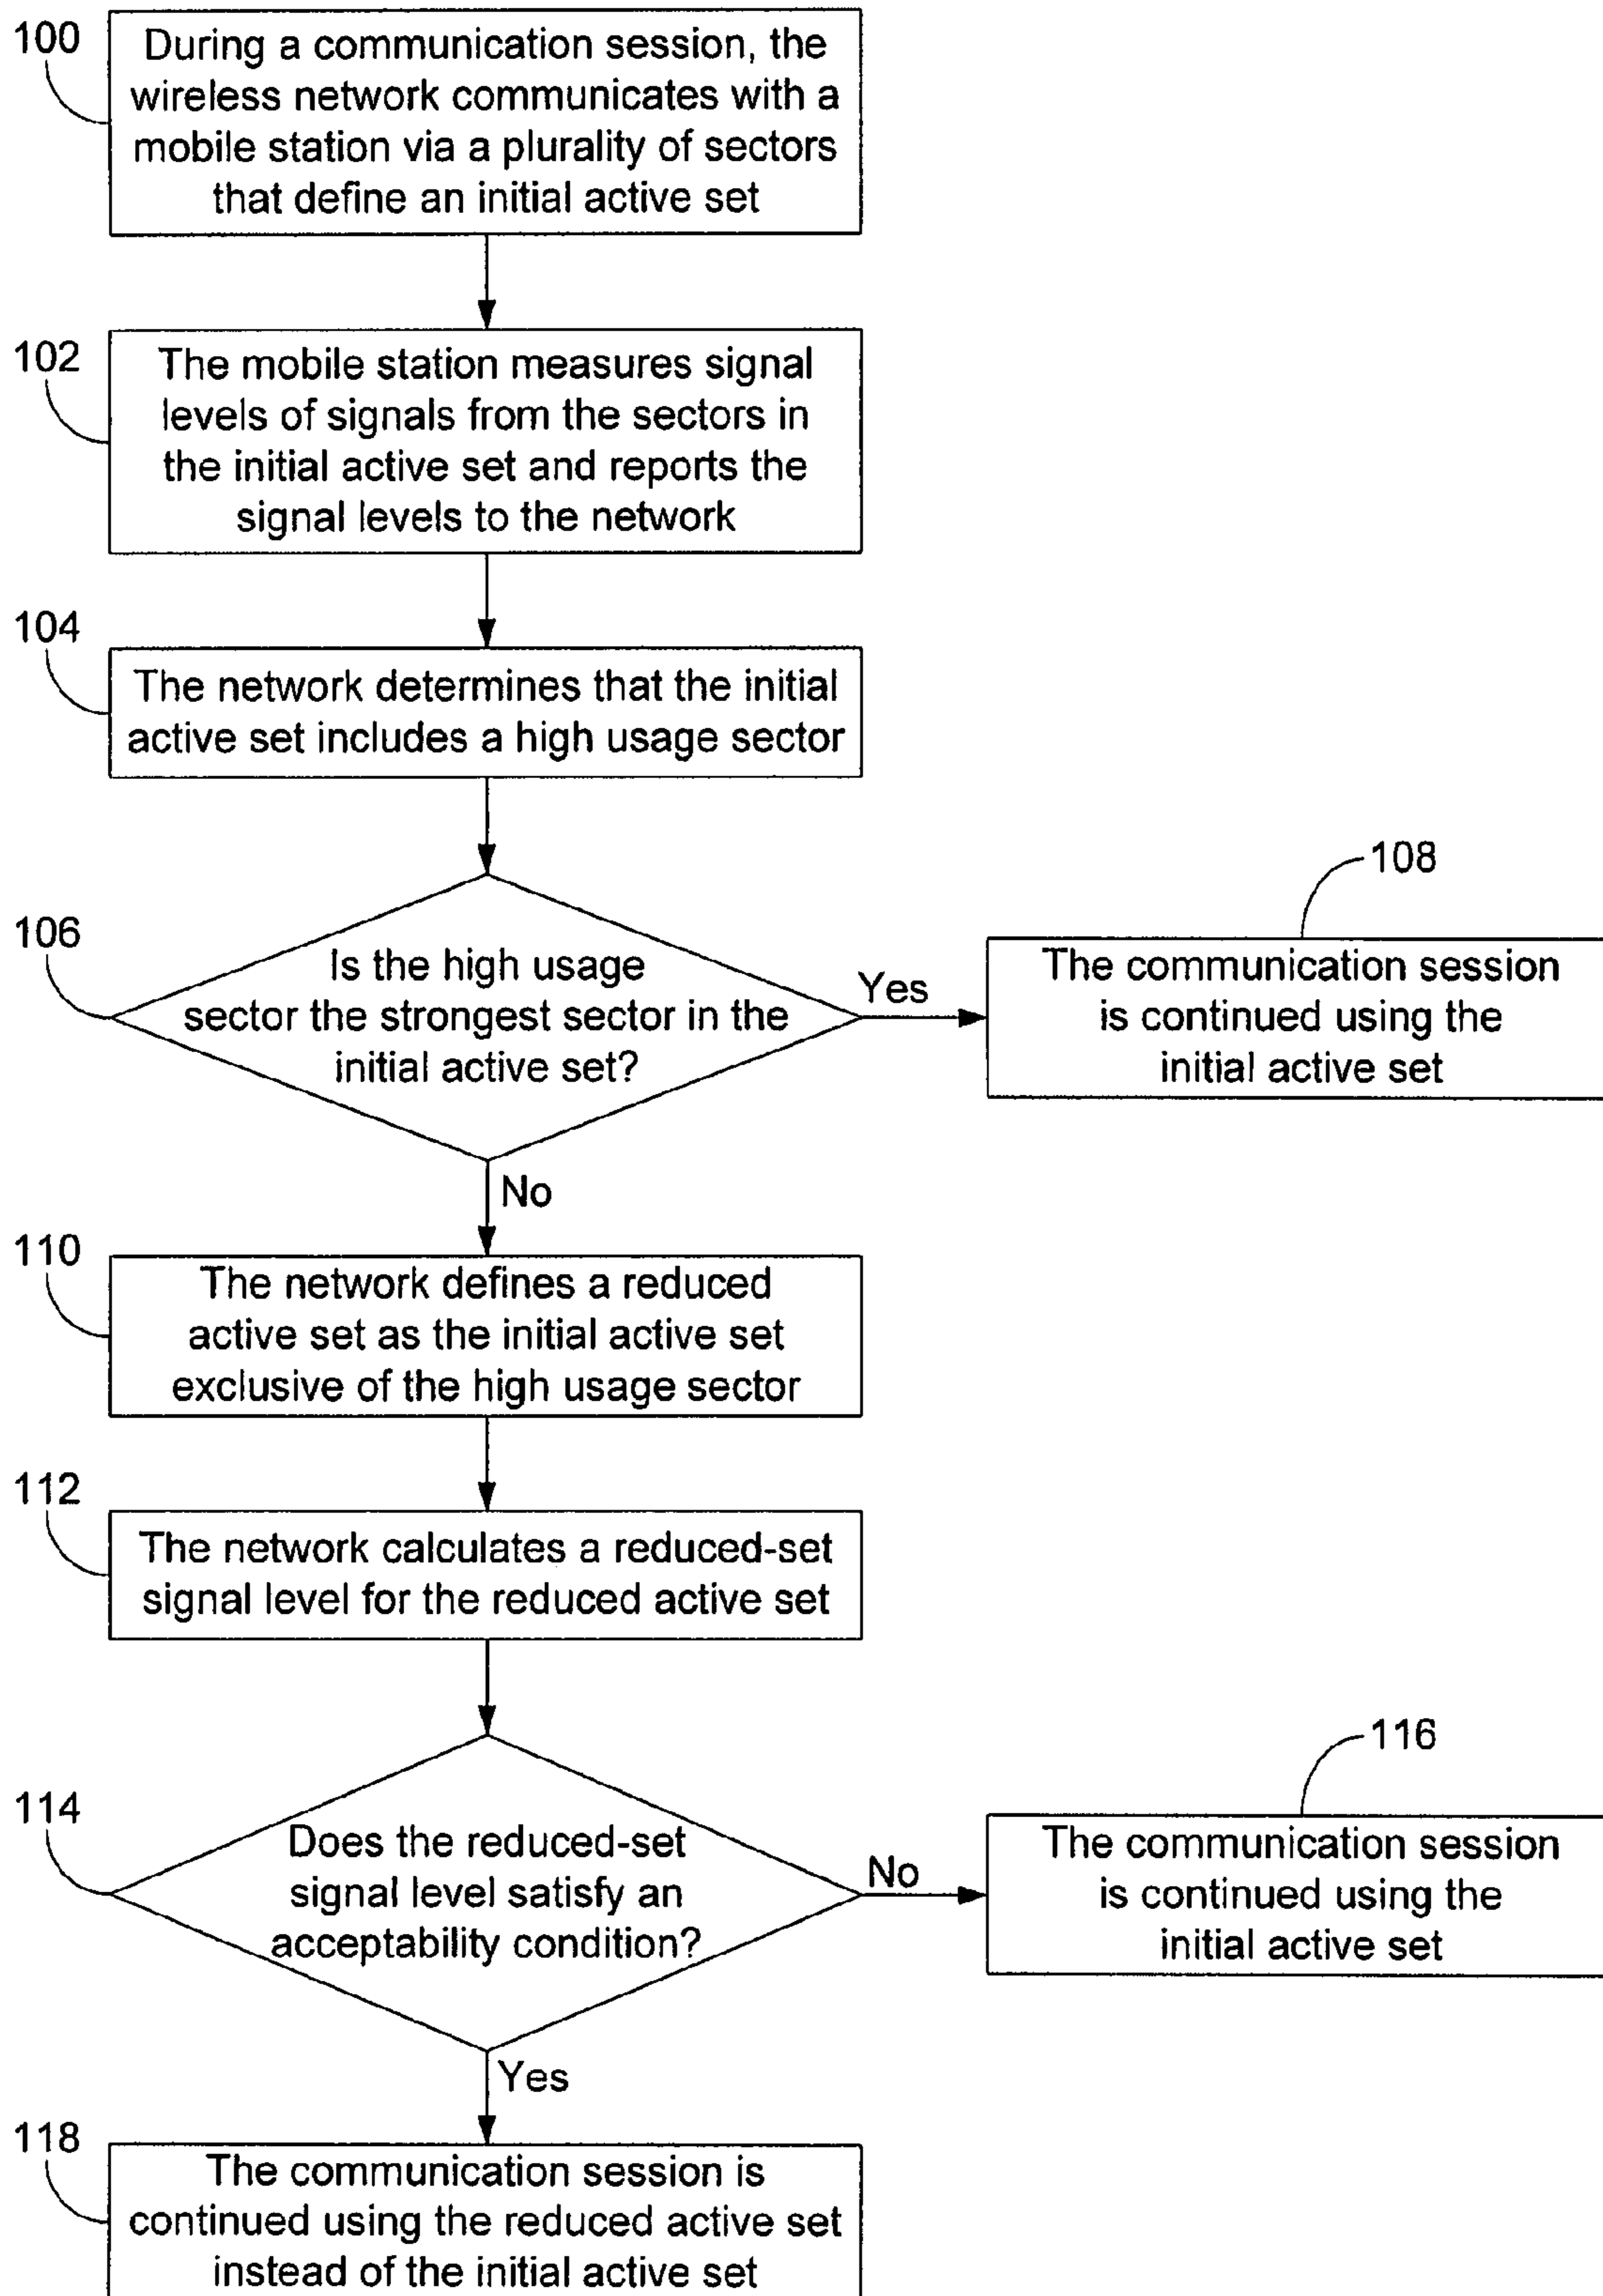 100
During a communication session, the
wireless network communicates with a
mobile station via a plurality of sectors
that define an initial active set
102
The mobile station measures signal
levels of signals from the sectors in
the initial active set and reports the
signal levels to the network
104
The network determines that the initial
active set includes a high usage sector
106
Is the high usage
sector the strongest sector in the
initial active set?
Yes
108
The communication session
is continued using the
initial active set
No
110
The network defines a reduced
active set as the initial active set
exclusive of the high usage sector
112
The network calculates a reduced-set
signal level for the reduced active set
114
Does the reduced-set
signal level satisfy an
acceptability condition?
No
116
The communication session
is continued using the
initial active set
Yes
118
The communication session is
continued using the reduced active set
instead of the initial active set